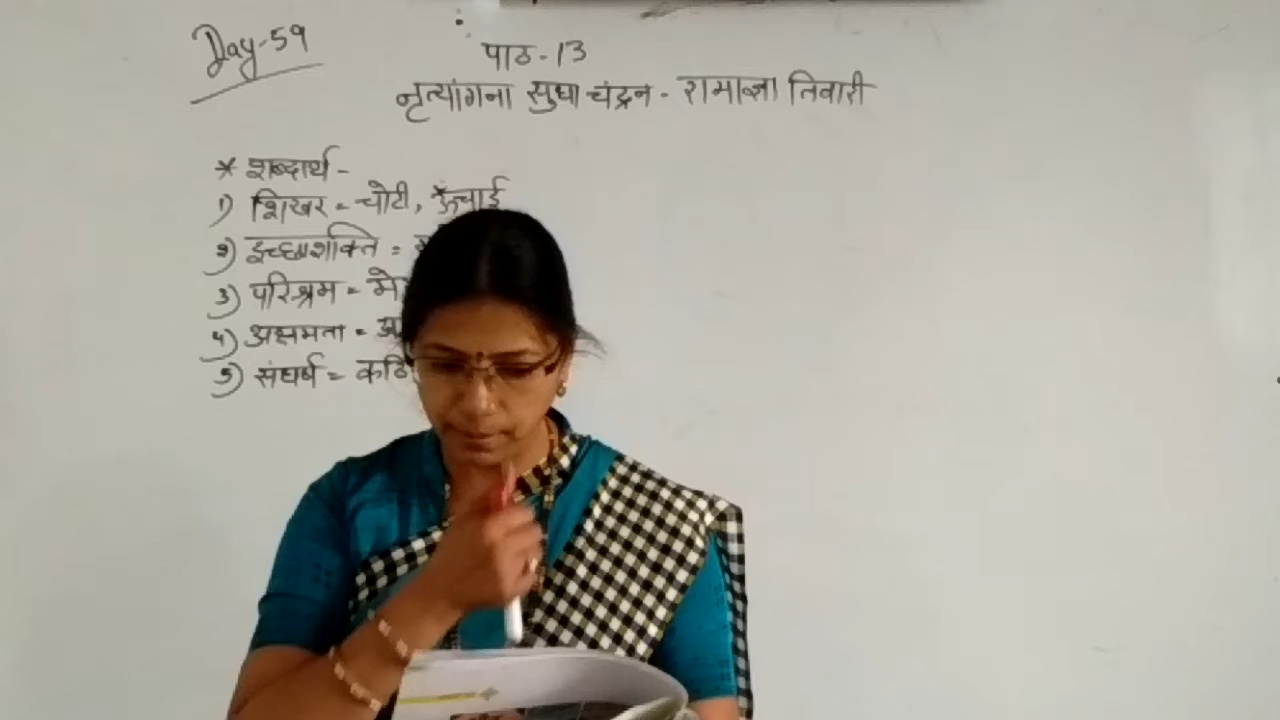 Day-59
पाठ-13
नृत्यांगना सुधा चंद्रन - रामाज्ञा तिवारी
* शब्दार्थ -
1) शिखर = चोटी, ऊँचाई
2) इच्छाशक्ति =
3) परिश्रम =
4) अक्षमता =
5) संघर्ष =